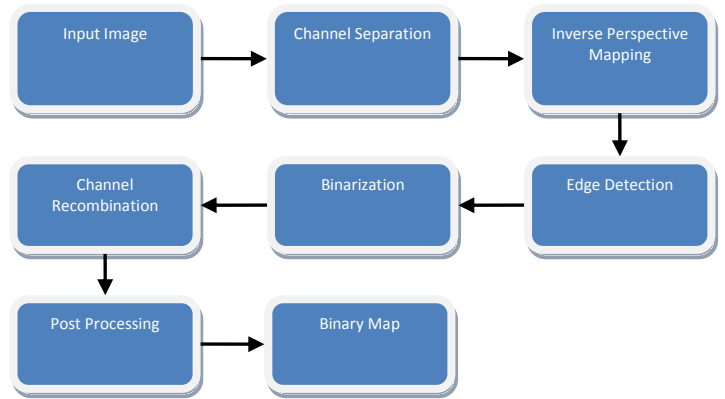 Input Image
Channel Separation
Inverse Perspective
Mapping
Edge Detection
Binarization
Channel
Recombination
Post Processing
Binary Map